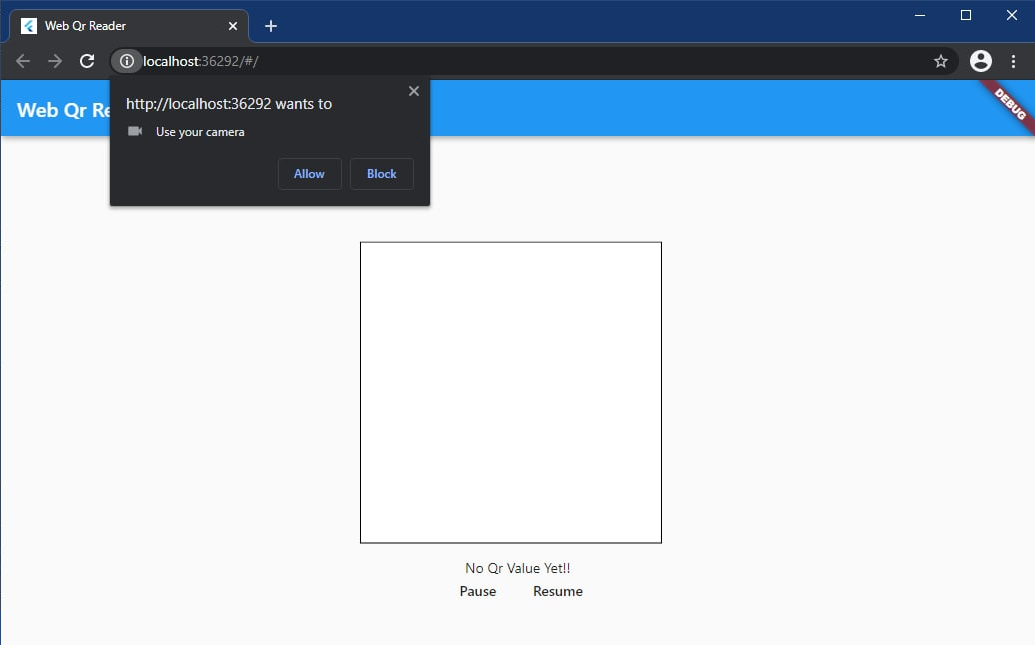 Web Qr Reader
localhost:36292/#/
http://localhost:36292 wants to
Use your camera
Allow Block
Web Qr Re
DEBUG
No Qr Value Yet!!
Pause Resume